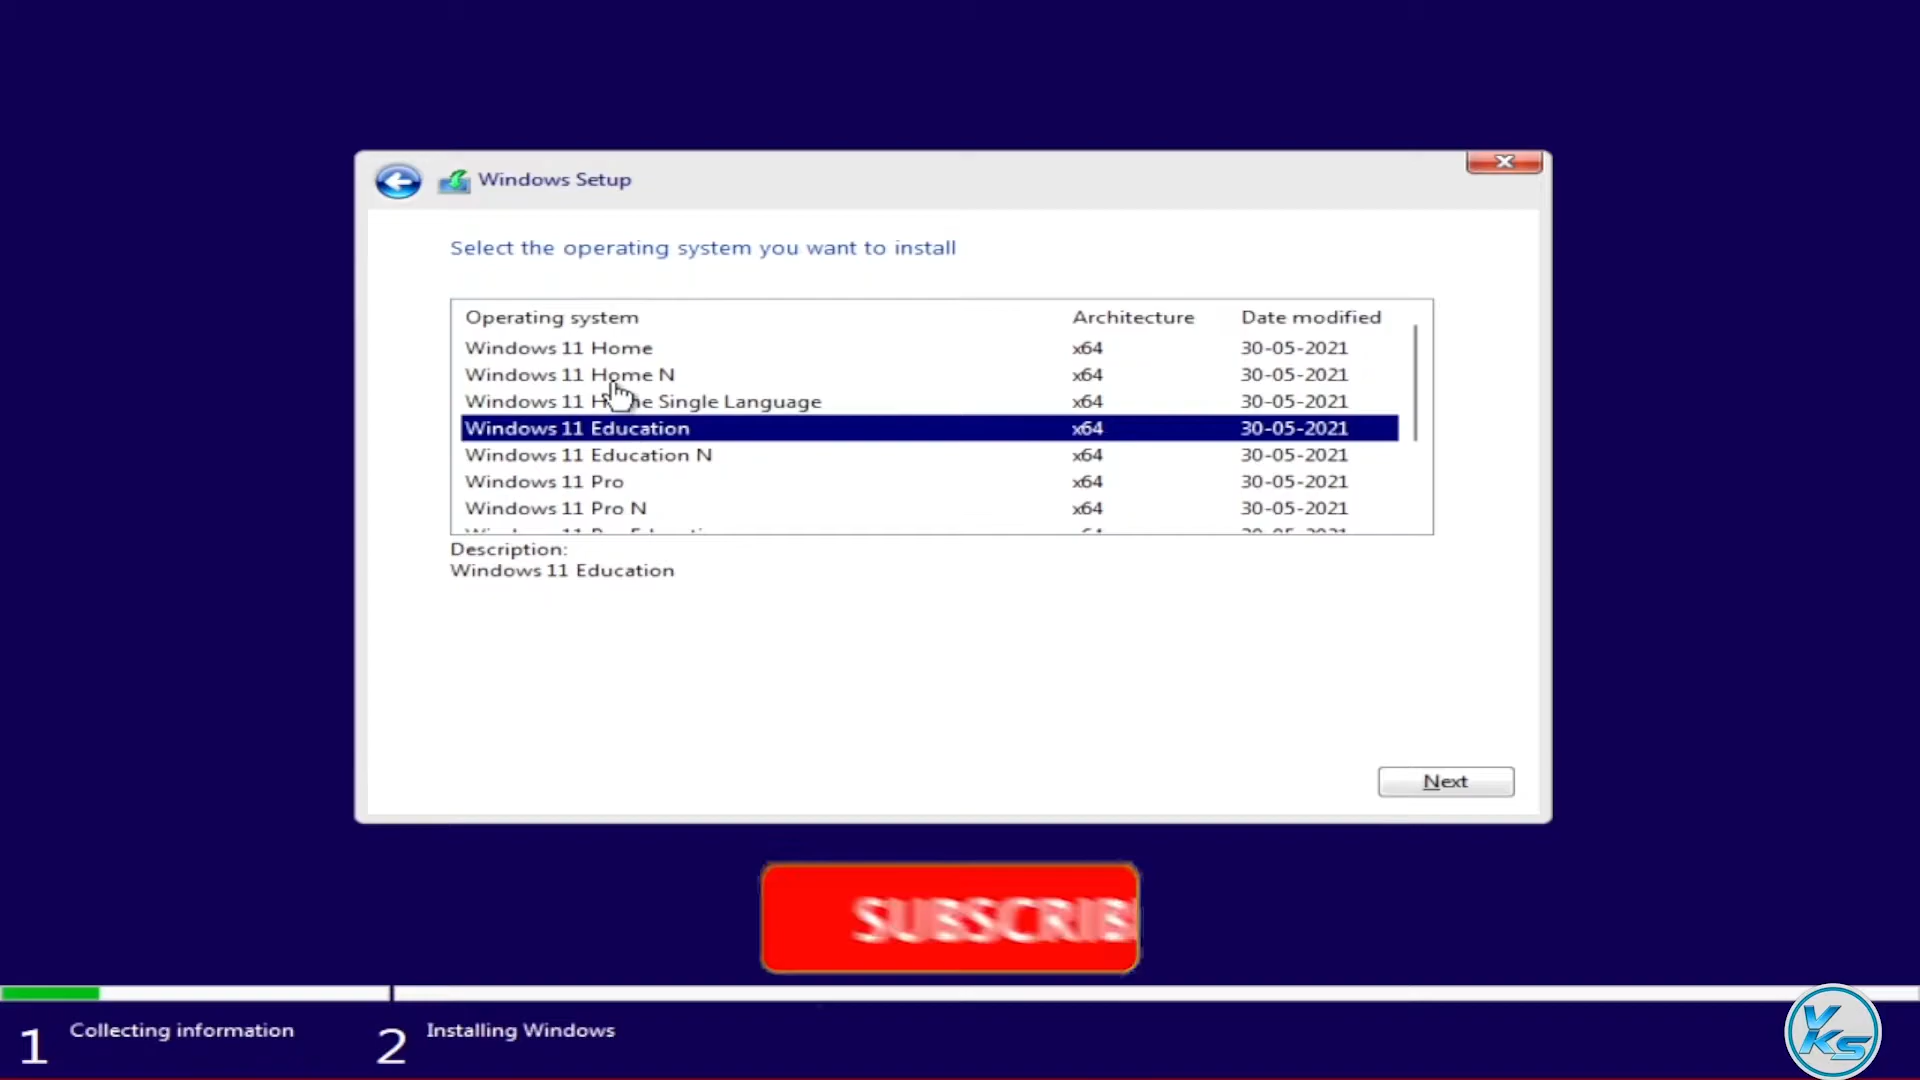 Windows Setup
Select the operating system you want to install
Operating system Architecture Date modified
Windows 11 Home x64 30-05-2021
Windows 11 Home N x64 30-05-2021
Windows 11 Home Single Language x64 30-05-2021
Windows 11 Education x64 30-05-2021
Windows 11 Education N x64 30-05-2021
Windows 11 Pro x64 30-05-2021
Windows 11 Pro N x64 30-05-2021
Description:
Windows 11 Education
Next
SUBSCRIB
1 Collecting information 2 Installing Windows
VKS